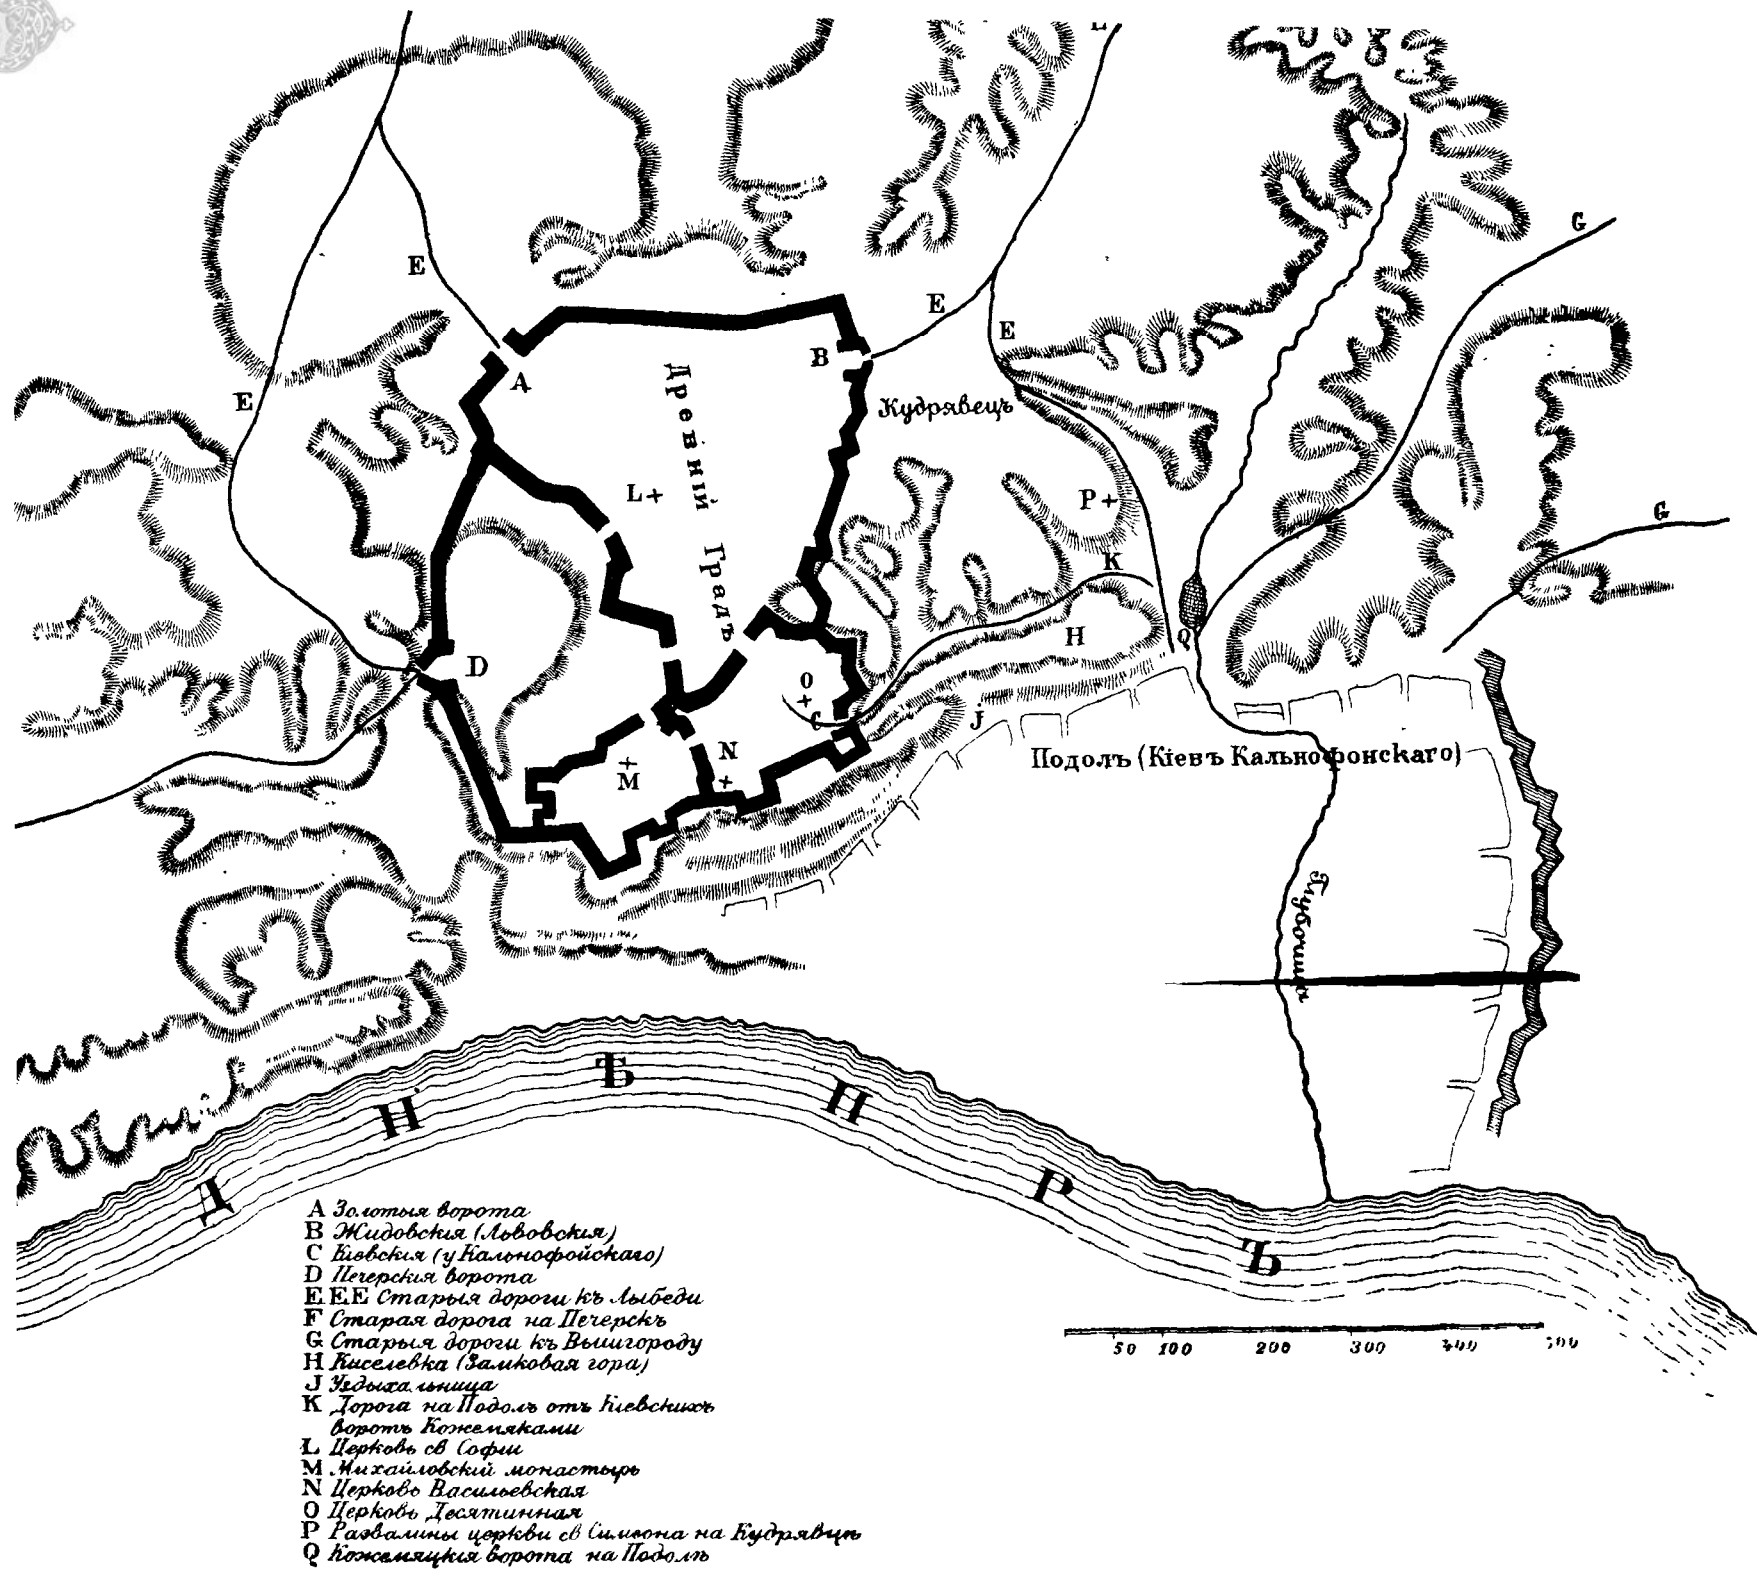 L
G
E
E
E
E
B
A
Кудрявецъ
Древній Градъ
L
P
G
K
H
Q
D
O
C
J
N
M
Подолъ (Кіевъ Кальнофонскаго)
Глубочица
Д Н Ѣ Н Р Ъ
A Золотыя ворота
B Жидовскія (Львовскія)
C Кіевскія (у Кальнофойскаго)
D Печерскія ворота
E E.E Старыя дороги къ Лыбеди
F Старая дорога на Печерскъ
G Старыя дороги къ Вышгороду
H Киселевка (Замковая гора)
J Уздыхальница
K Дорога на Подолъ отъ Кіевскихъ
воротъ Кожемяками
L Церковь св Софіи
M Михайловскій монастырь
N Церковь Васильевская
O Церковь Десятинная
P Развалины церкви св Симеона на Кудрявцѣ
Q Кожемяцкія ворота на Подолѣ
50 100 200 300 400 500